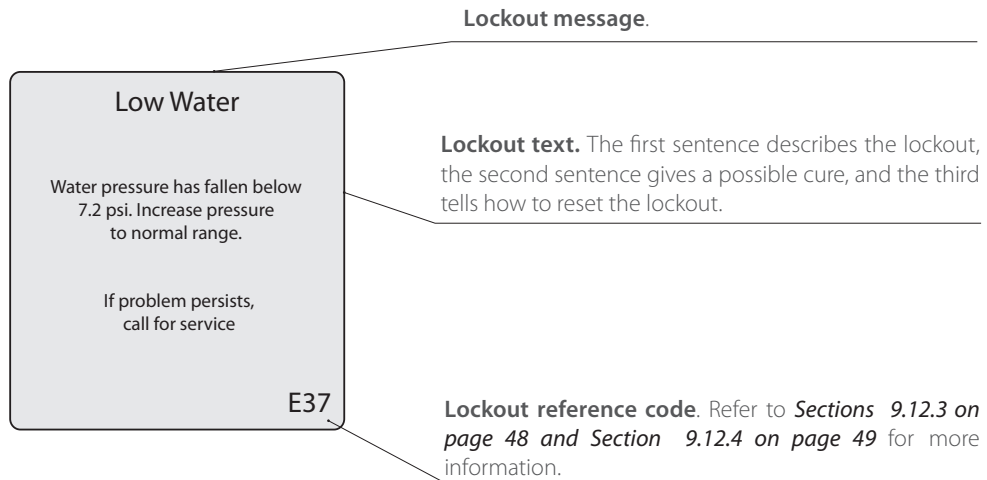 Lockout message.
Low Water
Water pressure has fallen below
7.2 psi. Increase pressure
to normal range.
If problem persists,
call for service
E37
Lockout text. The first sentence describes the lockout,
the second sentence gives a possible cure, and the third
tells how to reset the lockout.
Lockout reference code. Refer to Sections 9.12.3 on
page 48 and Section 9.12.4 on page 49 for more
information.